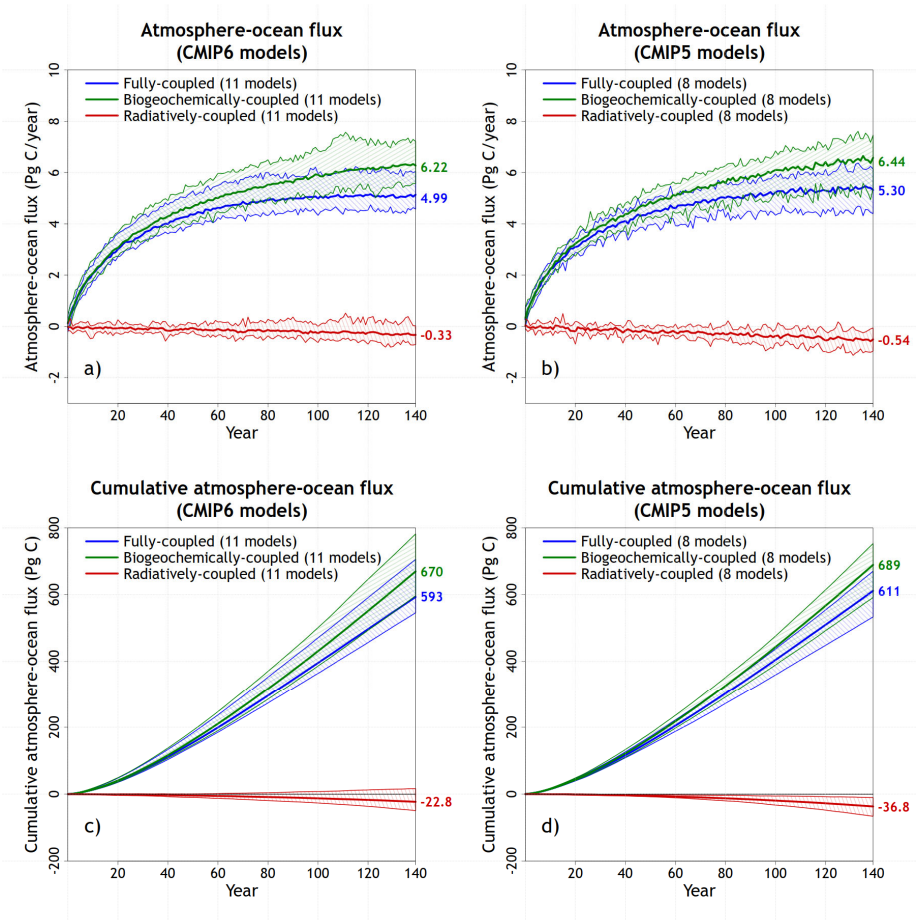 Atmosphere-ocean flux
(CMIP6 models)
Atmosphere-ocean flux (Pg C/year)
10
8
6
4
2
0
-2
Fully-coupled (11 models)
Biogeochemically-coupled (11 models)
Radiatively-coupled (11 models)
6.22
4.99
-0.33
a)
20 40 60 80 100 120 140
Year
Atmosphere-ocean flux
(CMIP5 models)
Atmosphere-ocean flux (Pg C/year)
10
8
6
4
2
0
-2
Fully-coupled (8 models)
Biogeochemically-coupled (8 models)
Radiatively-coupled (8 models)
6.44
5.30
-0.54
b)
20 40 60 80 100 120 140
Year
Cumulative atmosphere-ocean flux
(CMIP6 models)
Cumulative atmosphere-ocean flux (Pg C)
800
600
400
200
0
-200
Fully-coupled (11 models)
Biogeochemically-coupled (11 models)
Radiatively-coupled (11 models)
670
593
-22.8
c)
20 40 60 80 100 120 140
Year
Cumulative atmosphere-ocean flux
(CMIP5 models)
Cumulative atmosphere-ocean flux (Pg C)
800
600
400
200
0
-200
Fully-coupled (8 models)
Biogeochemically-coupled (8 models)
Radiatively-coupled (8 models)
689
611
-36.8
d)
20 40 60 80 100 120 140
Year